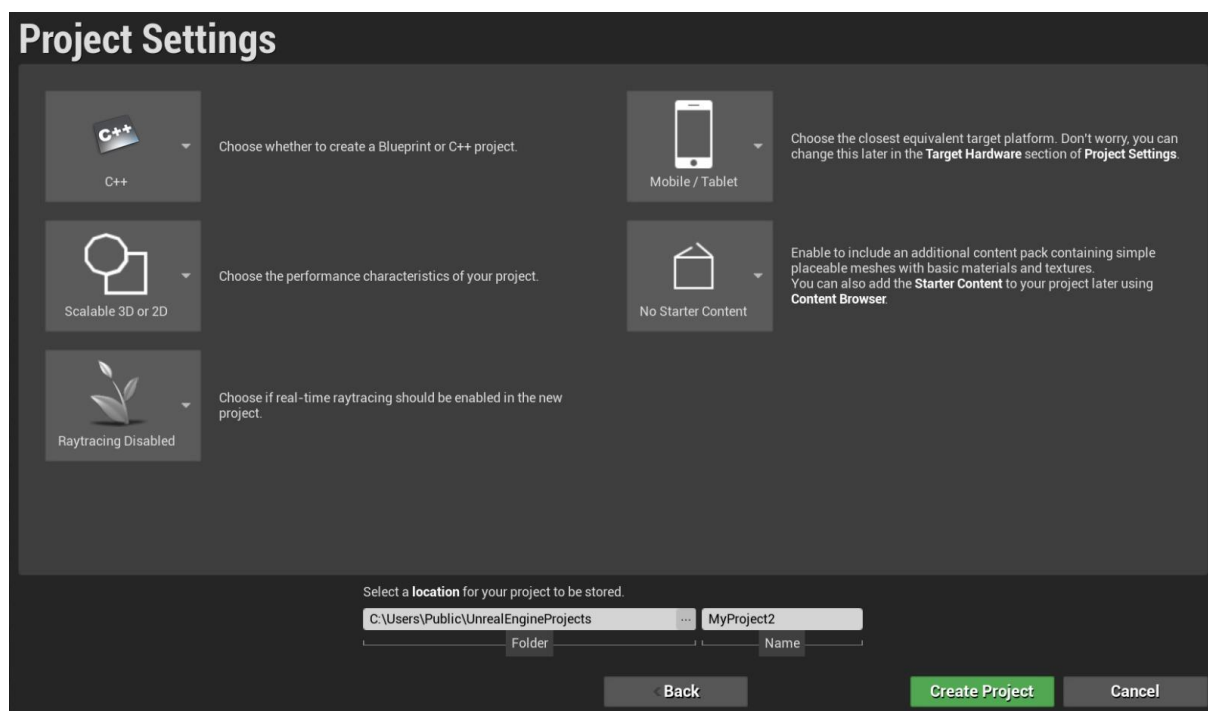 Project Settings
C++
C++
Choose whether to create a Blueprint or C++ project.
Mobile / Tablet
Choose the closest equivalent target platform. Don't worry, you can
change this later in the Target Hardware section of Project Settings.
Scalable 3D or 2D
Choose the performance characteristics of your project.
No Starter Content
Enable to include an additional content pack containing simple
placeable meshes with basic materials and textures.
You can also add the Starter Content to your project later using
Content Browser.
Raytracing Disabled
Choose if real-time raytracing should be enabled in the new
project.
Select a location for your project to be stored.
C:\Users\Public\UnrealEngineProjects
...
MyProject2
Folder
Name
Back
Create Project
Cancel